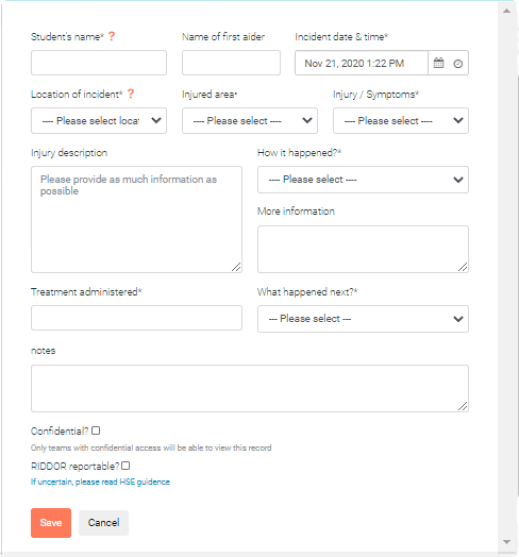 Student's name* ? Name of first aider Incident date & time*
Nov 21, 2020 1:22 PM
Location of incident* ? Injured area* Injury / Symptoms*
---- Please select locat ---- Please select ---- ---- Please select ----
Injury description How it happened?*
Please provide as much information as
possible
---- Please select ----
More information
Treatment administered* What happened next?*
--- Please select ---
notes
Confidential?
Only teams with confidential access will be able to view this record
RIDDOR reportable?
If uncertain, please read HSE guidence
Save Cancel